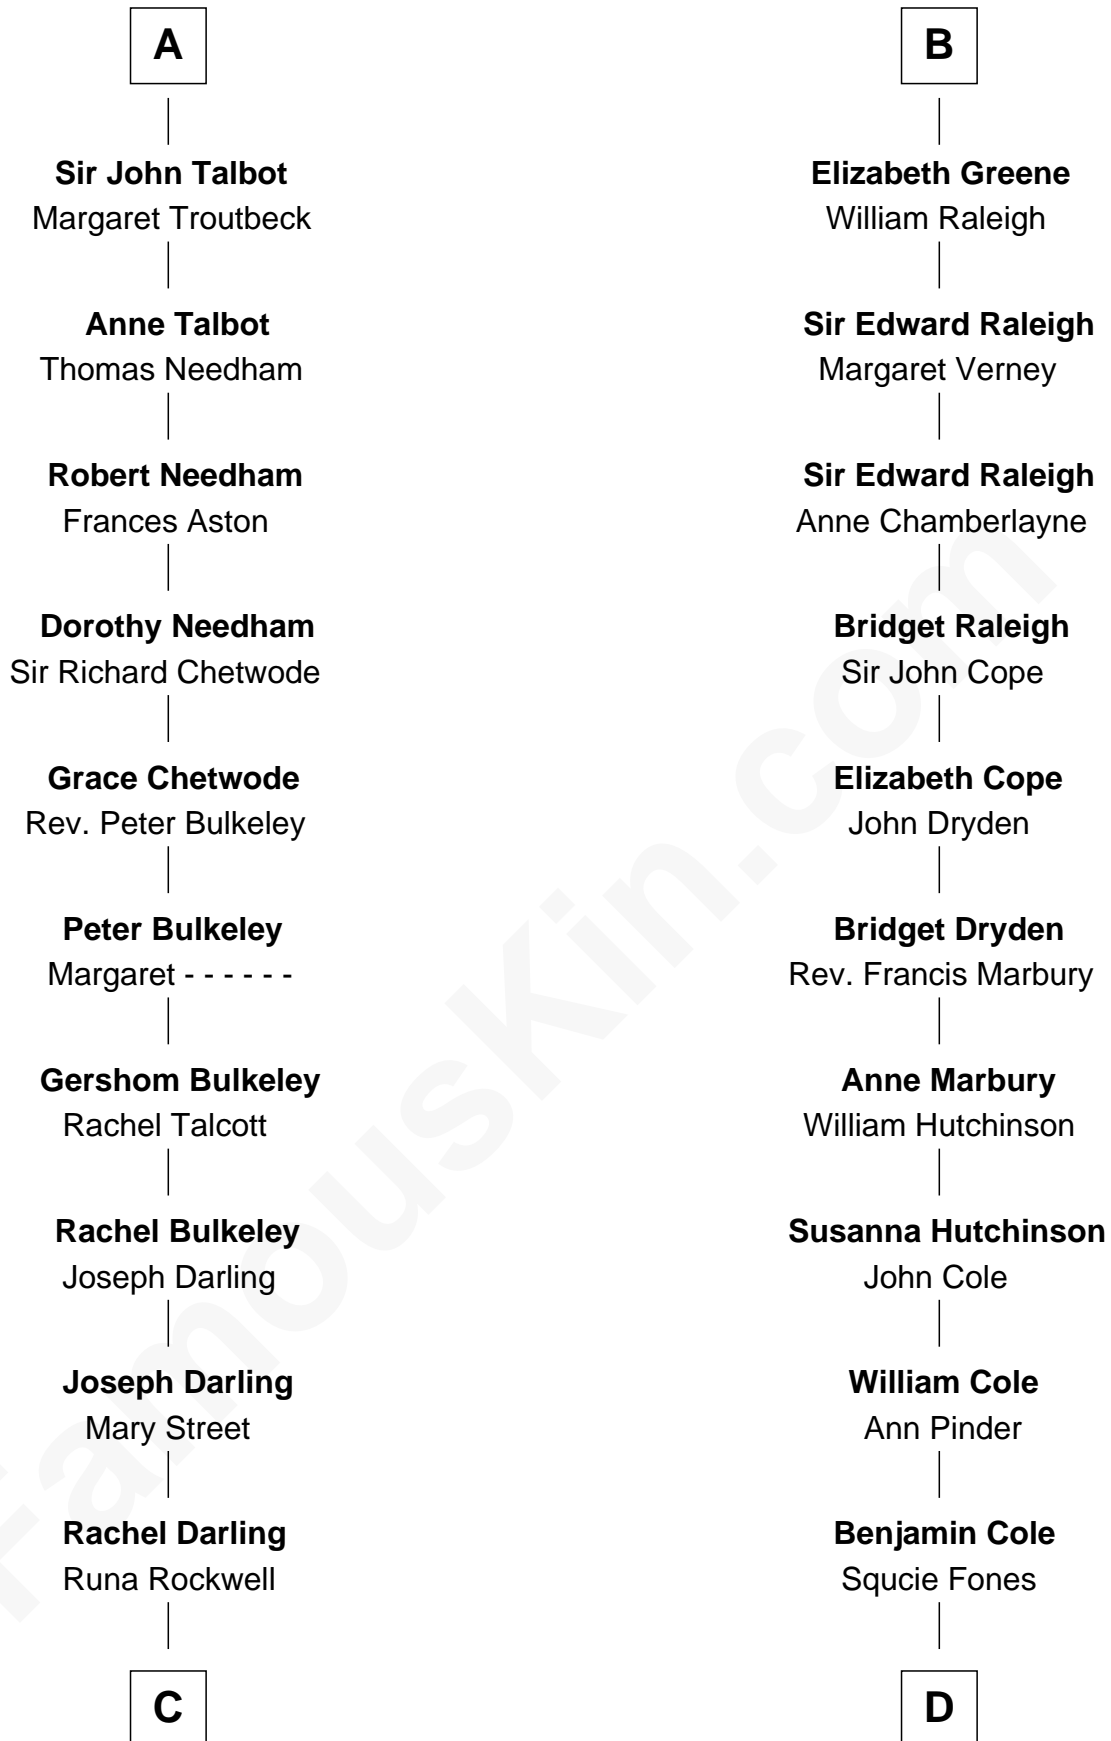 A
Sir John Talbot
Margaret Troutbeck
Anne Talbot
Thomas Needham
Robert Needham
Frances Aston
Dorothy Needham
Sir Richard Chetwode
Grace Chetwode
Rev. Peter Bulkeley
Peter Bulkeley
Margaret - - - - - -
Gershom Bulkeley
Rachel Talcott
Rachel Bulkeley
Joseph Darling
Joseph Darling
Mary Street
Rachel Darling
Runa Rockwell
C
B
Elizabeth Greene
William Raleigh
Sir Edward Raleigh
Margaret Verney
Sir Edward Raleigh
Anne Chamberlayne
Bridget Raleigh
Sir John Cope
Elizabeth Cope
John Dryden
Bridget Dryden
Rev. Francis Marbury
Anne Marbury
William Hutchinson
Susanna Hutchinson
John Cole
William Cole
Ann Pinder
Benjamin Cole
Squcie Fones
D
FamousKin.com